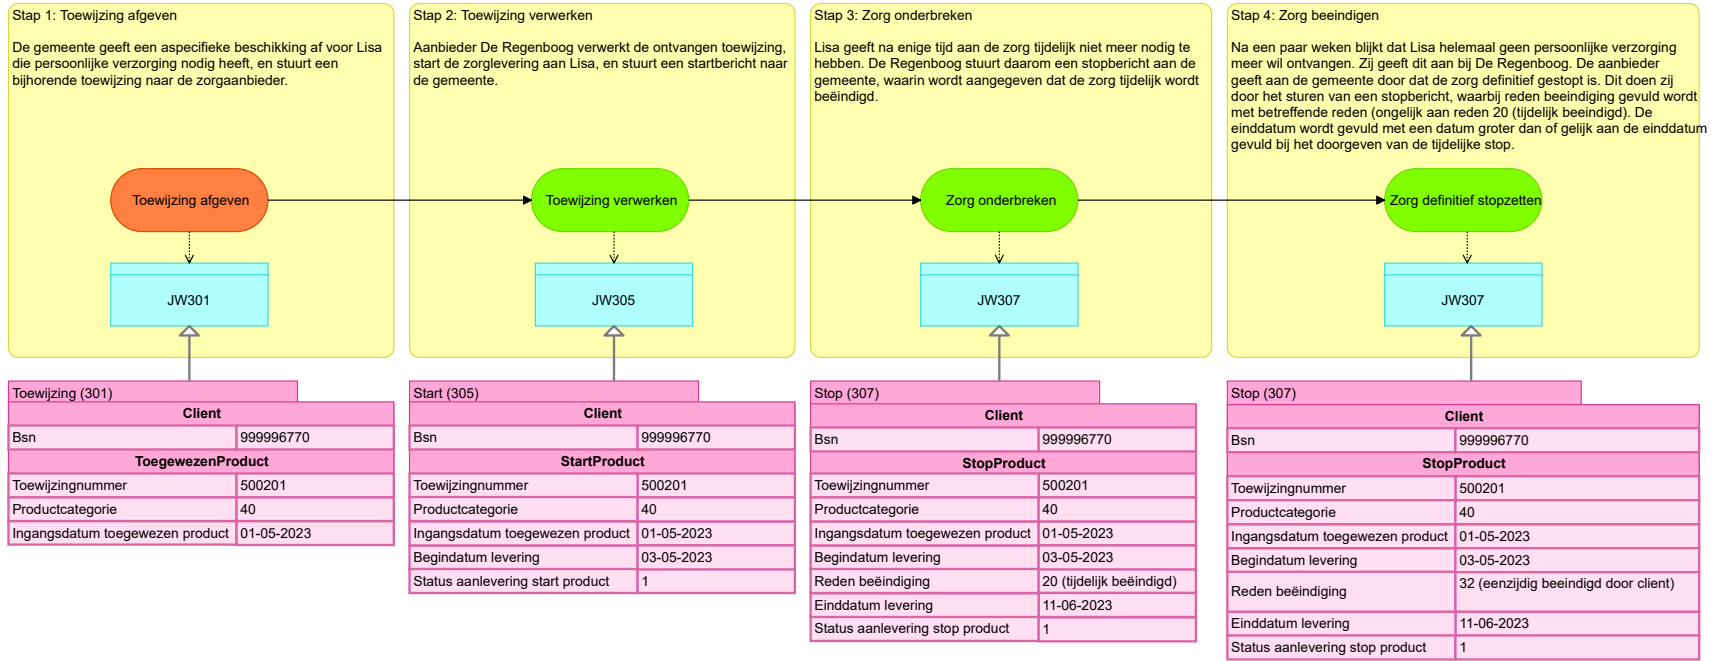 Stap 1: Toewijzing afgeven
De gemeente geeft een aspecifieke beschikking af voor Lisa
die persoonlijke verzorging nodig heeft, en stuurt een
bijhorende toewijzing naar de zorgaanbieder.
Toewijzing afgeven
JW301
Stap 2: Toewijzing verwerken
Aanbieder De Regenboog verwerkt de ontvangen toewijzing,
start de zorglevering aan Lisa, en stuurt een startbericht naar
de gemeente.
Toewijzing verwerken
JW305
Stap 3: Zorg onderbreken
Lisa geeft na enige tijd aan de zorg tijdelijk niet meer nodig te
hebben. De Regenboog stuurt daarom een stopbericht aan de
gemeente, waarin wordt aangegeven dat de zorg tijdelijk wordt
beëindigd.
Zorg onderbreken
JW307
Stap 4: Zorg beeindigen
Na een paar weken blijkt dat Lisa helemaal geen persoonlijke verzorging
meer wil ontvangen. Zij geeft dit aan bij De Regenboog. De aanbieder
geeft aan de gemeente door dat de zorg definitief gestopt is. Dit doen zij
door het sturen van een stopbericht, waarbij reden beeindiging gevuld wordt
met betreffende reden (ongelijk aan reden 20 (tijdelijk beeindigd). De
einddatum wordt gevuld met een datum groter dan of gelijk aan de einddatum
gevuld bij het doorgeven van de tijdelijke stop.
Zorg definitief stopzetten
JW307
Toewijzing (301)
Client
Bsn 999996770
ToegewezenProduct
Toewijzingnummer 500201
Productcategorie 40
Ingangsdatum toegewezen product 01-05-2023
Start (305)
Client
Bsn 999996770
StartProduct
Toewijzingnummer 500201
Productcategorie 40
Ingangsdatum toegewezen product 01-05-2023
Begindatum levering 03-05-2023
Status aanlevering start product 1
Stop (307)
Client
Bsn 999996770
StopProduct
Toewijzingnummer 500201
Productcategorie 40
Ingangsdatum toegewezen product 01-05-2023
Begindatum levering 03-05-2023
Reden beëindiging 20 (tijdelijk beëindigd)
Einddatum levering 11-06-2023
Status aanlevering stop product 1
Stop (307)
Client
Bsn 999996770
StopProduct
Toewijzingnummer 500201
Productcategorie 40
Ingangsdatum toegewezen product 01-05-2023
Begindatum levering 03-05-2023
Reden beëindiging 32 (eenzijdig beeindigd door client)
Einddatum levering 11-06-2023
Status aanlevering stop product 1